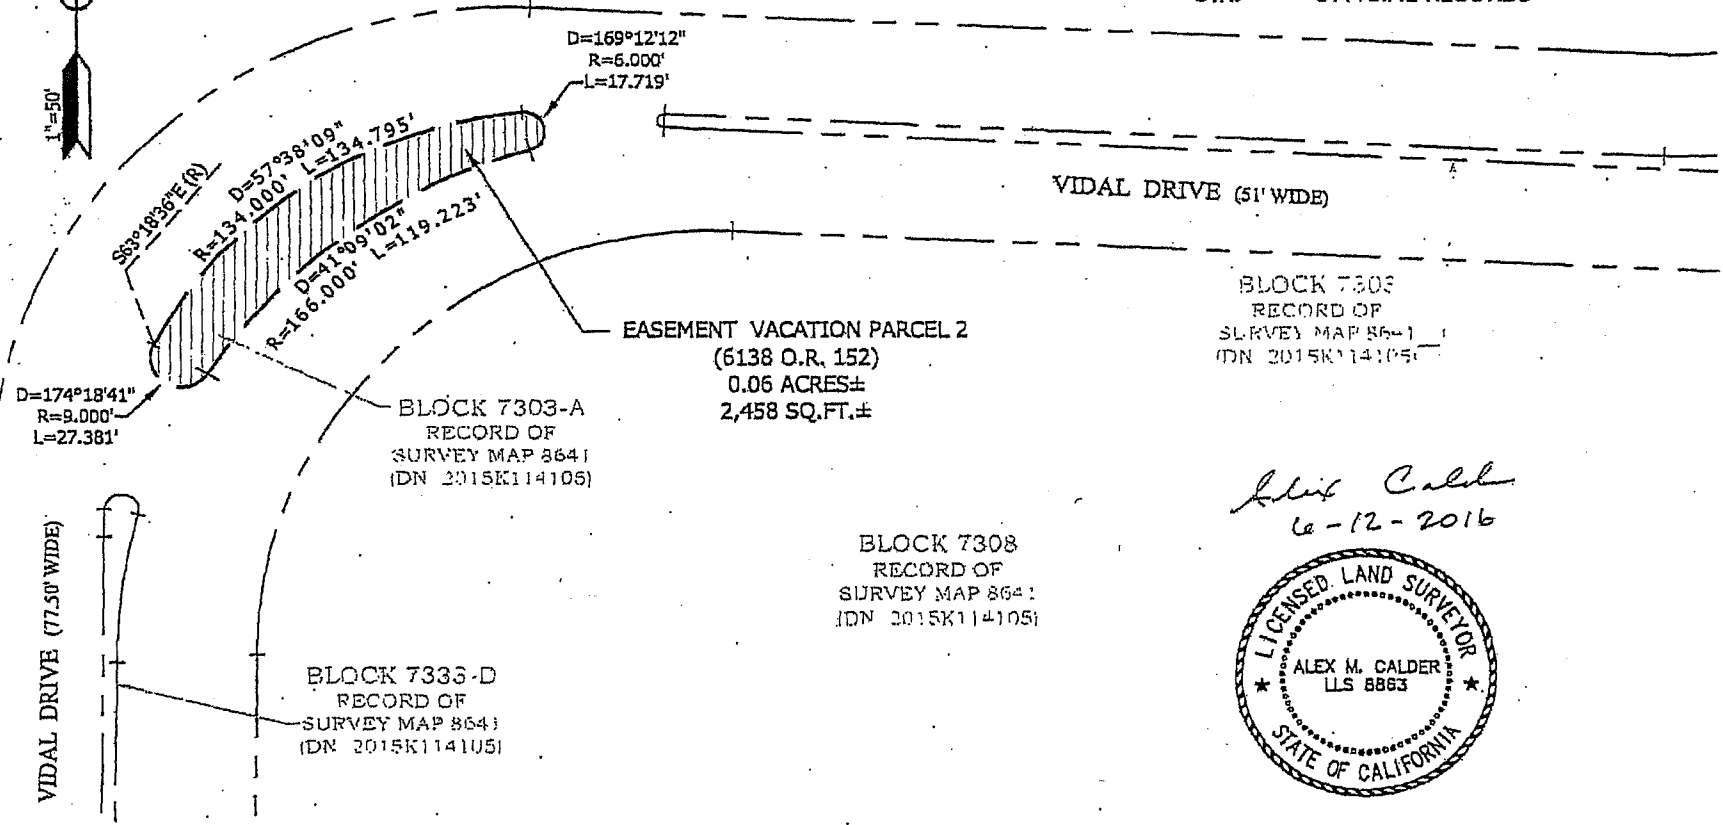 D=169°12'12"
R=6.000'
L=17.719'
1"=50'
S63°18'36"E (R)
D=57°38'09"
R=134.000' L=134.795'
D=41°09'02"
R=166.000' L=119.223'
VIDAL DRIVE (51' WIDE)
EASEMENT VACATION PARCEL 2
(6138 O.R. 152)
0.06 ACRES±
2,458 SQ.FT.±
BLOCK 7303
RECORD OF
SURVEY MAP 8641
(DN 2015K114105)
D=174°18'41"
R=9.000'
L=27.381'
BLOCK 7303-A
RECORD OF
SURVEY MAP 8641
(DN 2015K114105)
Alex Calder
6-12-2016
VIDAL DRIVE (77.50' WIDE)
BLOCK 7308
RECORD OF
SURVEY MAP 8641
(DN 2015K114105)
BLOCK 7333-D
RECORD OF
SURVEY MAP 8641
(DN 2015K114105)
LICENSED LAND SURVEYOR
ALEX M. CALDER
LLS 8863
STATE OF CALIFORNIA